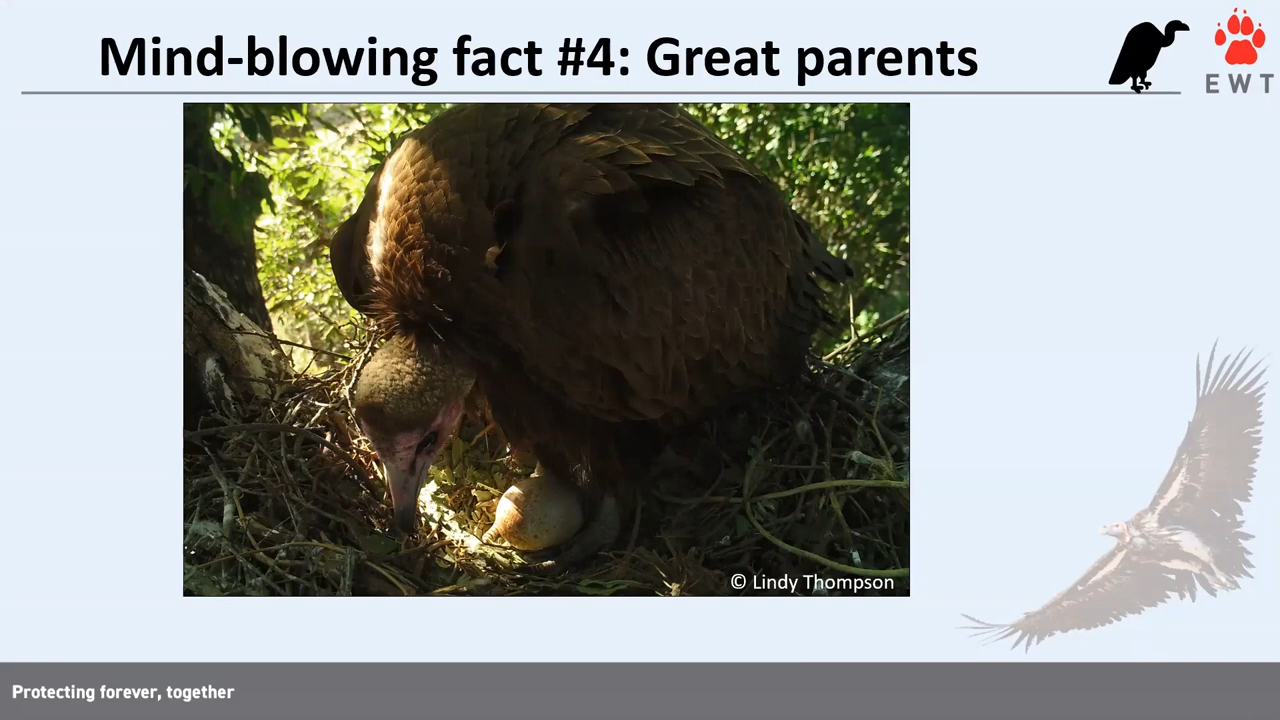 Mind-blowing fact #4: Great parents
EWT
© Lindy Thompson
Protecting forever, together